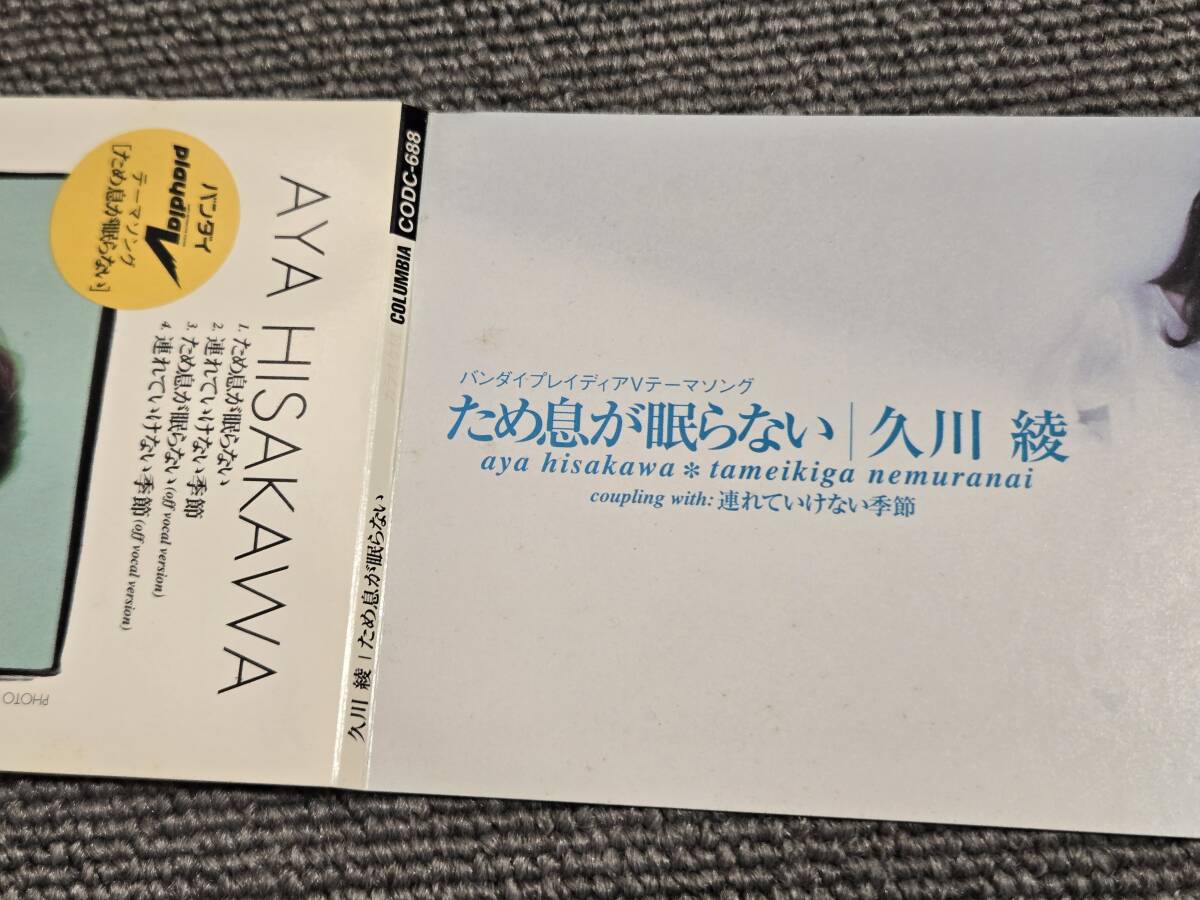 バンダイ
playdia V
テーマソング
[ため息が眠らない]
AYA HISAKAWA
1. ため息が眠らない
2. 連れていけない季節
3. ため息が眠らない (off vocal version)
4. 連れていけない季節 (off vocal version)
PHOTO
COLUMBIA CODC-688
久川 綾 | ため息が眠らない
バンダイプレイディアVテーマソング
ため息が眠らない | 久川 綾
aya hisakawa * tameikiga nemuranai
coupling with: 連れていけない季節